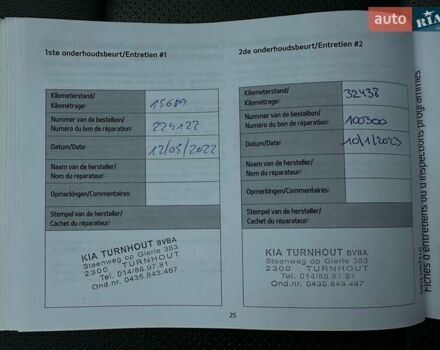 auto RIA
1ste onderhoudsbeurt/Entretien #1
Kilometerstand/
Kilométrage:
15689
Nummer van de bestelbon/
Numéro du bon de réparation:
224122
Datum/Date:
12/05/2022
Naam van de hersteller/
Nom du réparateur:
Opmerkingen/Commentaires:
Stempel van de hersteller/
Cachet du réparateur:
KIA TURNHOUT BVBA
Steenweg op Gierle 383
2300 TURNHOUT
Tel. 014/88.97.81
Ond.nr. 0435.843.467
2de onderhoudsbeurt/Entretien #2
Kilometerstand/
Kilométrage:
32438
Nummer van de bestelbon/
Numéro du bon de réparation:
100300
Datum/Date:
10/1/2023
Naam van de hersteller/
Nom du réparateur:
Opmerkingen/Commentaires:
Stempel van de hersteller/
Cachet du réparateur:
KIA TURNHOUT BVBA
Steenweg op Gierle 383
2300 TURNHOUT
Tel. 014/88.97.81
Ond.nr. 0435.843.467
25
Fiches d'entretiens ou d'inspections programmés